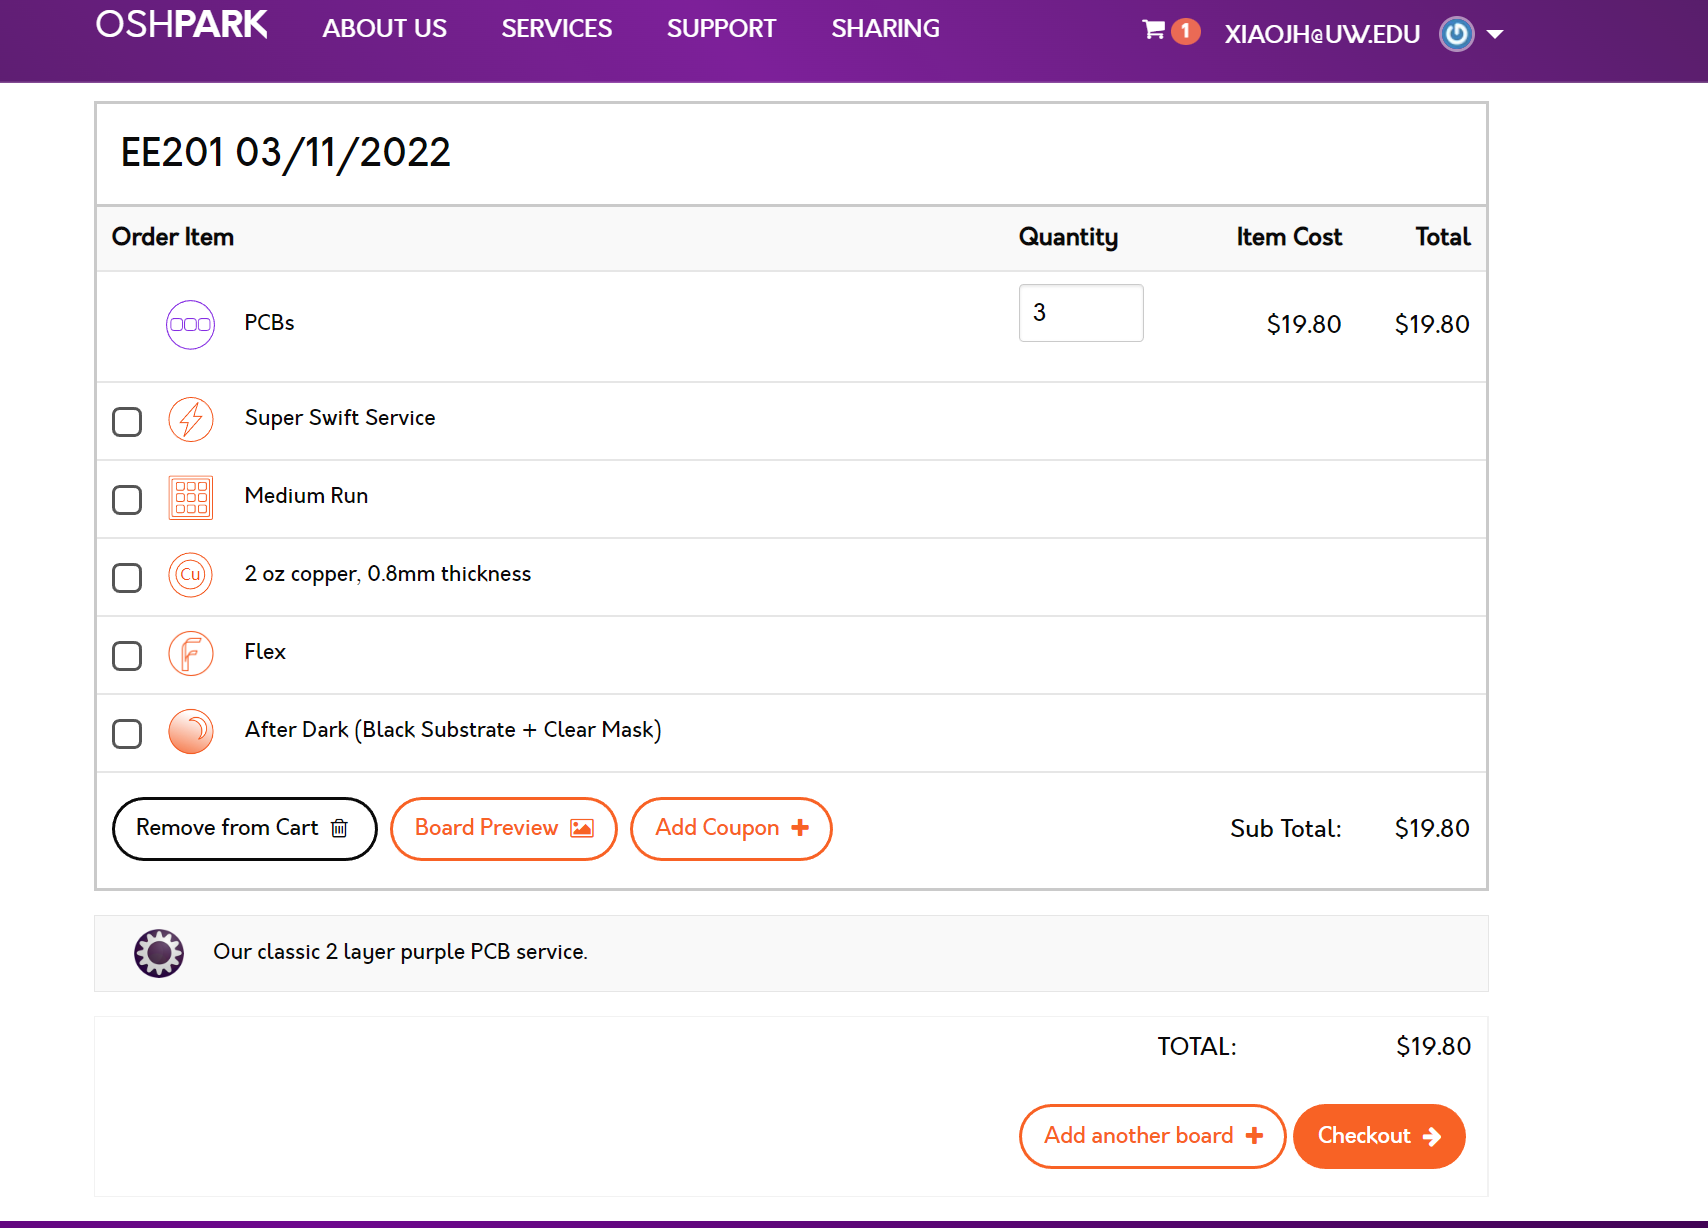 OSHPARK ABOUT US SERVICES SUPPORT SHARING 1 XIAOJH@UW.EDU
EE201 03/11/2022
Order Item Quantity Item Cost Total
PCBs 3 $19.80 $19.80
Super Swift Service
Medium Run
Cu 2 oz copper, 0.8mm thickness
F Flex
After Dark (Black Substrate + Clear Mask)
Remove from Cart Board Preview Add Coupon Sub Total: $19.80
Our classic 2 layer purple PCB service.
TOTAL: $19.80
Add another board Checkout